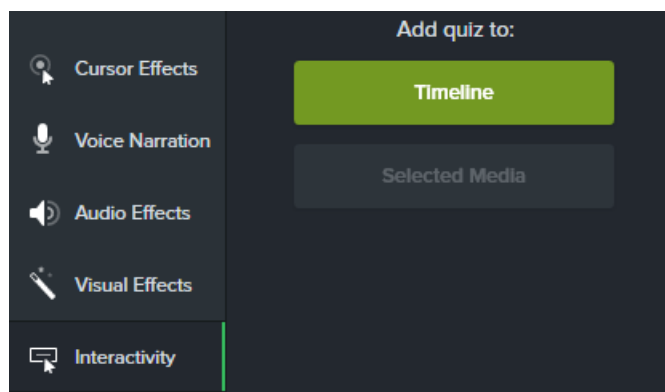 Cursor Effects
Voice Narration
Audio Effects
Visual Effects
Interactivity
Add quiz to:
Timeline
Selected Media